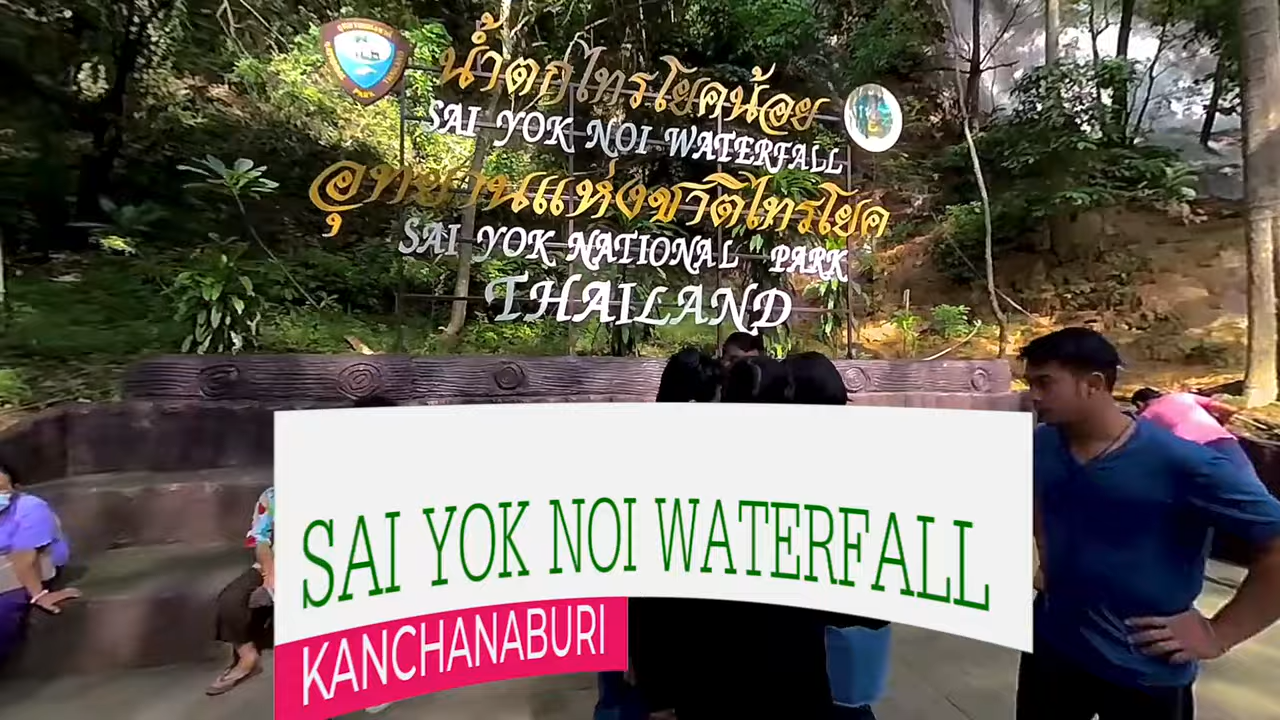 น้ำตกไทรโยคน้อย
SAI YOK NOI WATERFALL
อุทยานแห่งชาติไทรโยค
SAI YOK NATIONAL PARK
THAILAND
SAI YOK NOI WATERFALL
KANCHANABURI